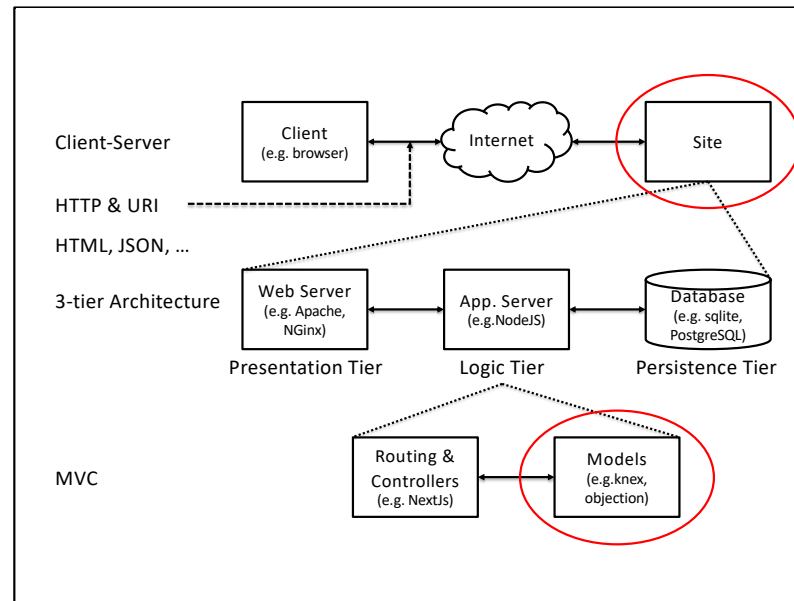 Client-Server
Client
(e.g. browser)
Internet
Site
HTTP & URI
HTML, JSON, …
3-tier Architecture
Web Server
(e.g. Apache,
NGinx)
App. Server
(e.g.NodeJS)
Database
(e.g. sqlite,
PostgreSQL)
Presentation Tier
Logic Tier
Persistence Tier
MVC
Routing &
Controllers
(e.g. NextJs)
Models
(e.g.knex,
objection)